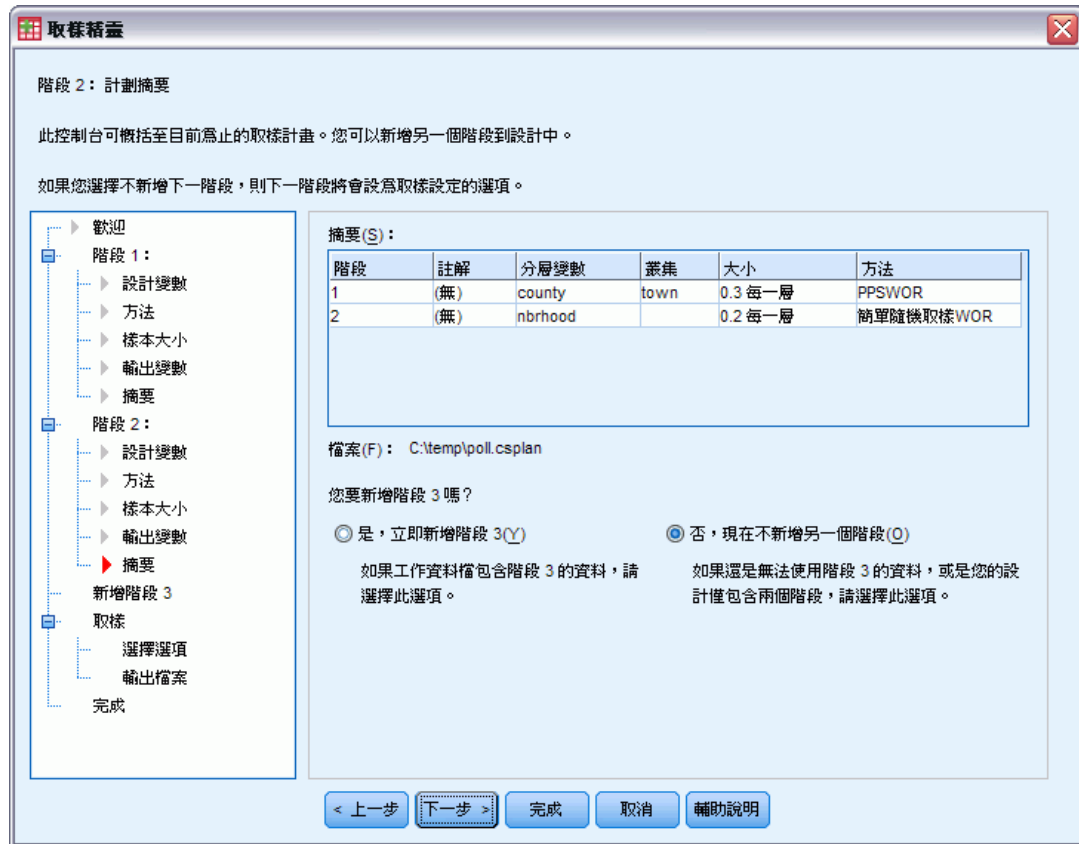 取樣精靈
階段 2：計劃摘要
此控制台可概括至目前為止的取樣計畫。您可以新增另一個階段到設計中。
如果您選擇不新增下一階段，則下一階段將會設為取樣設定的選項。
歡迎
階段 1：
設計變數
方法
樣本大小
輸出變數
摘要
階段 2：
設計變數
方法
樣本大小
輸出變數
摘要
新增階段 3
取樣
選擇選項
輸出檔案
完成
摘要(S)：
階段 註解 分層變數 叢集 大小 方法
1 (無) county town 0.3 每一層 PPSWOR
2 (無) nbrhood 0.2 每一層 簡單隨機取樣WOR
檔案(F)： C:\temp\poll.csplan
您要新增階段 3 嗎？
是，立即新增階段 3(Y)
如果工作資料檔包含階段 3 的資料，請
選擇此選項。
否，現在不新增另一個階段(O)
如果還是無法使用階段 3 的資料，或是您的設
計僅包含兩個階段，請選擇此選項。
< 上一步 下一步 > 完成 取消 輔助說明